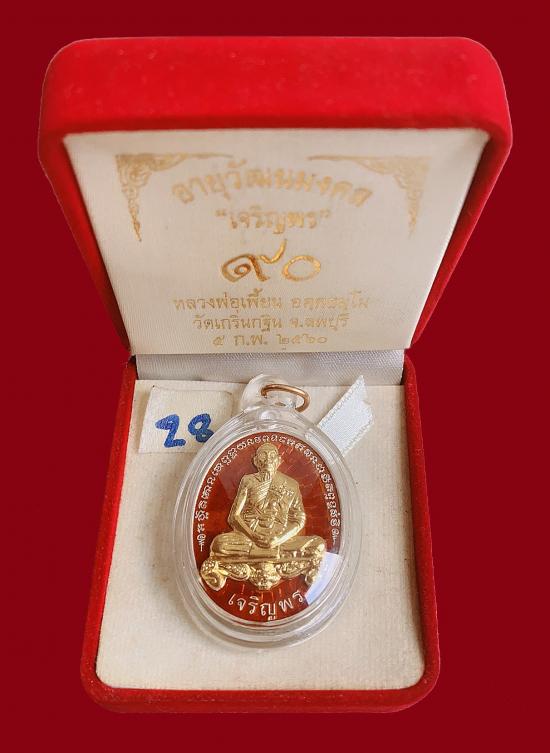 อายุวัฒนมงคล
"เจริญพร"
๙๐
หลวงพ่อเพี้ยน อคฺคธมฺโม
วัดเกริ่นกฐิน จ.ลพบุรี
๕ ก.พ. ๒๕๖๐
28
เจริญพร